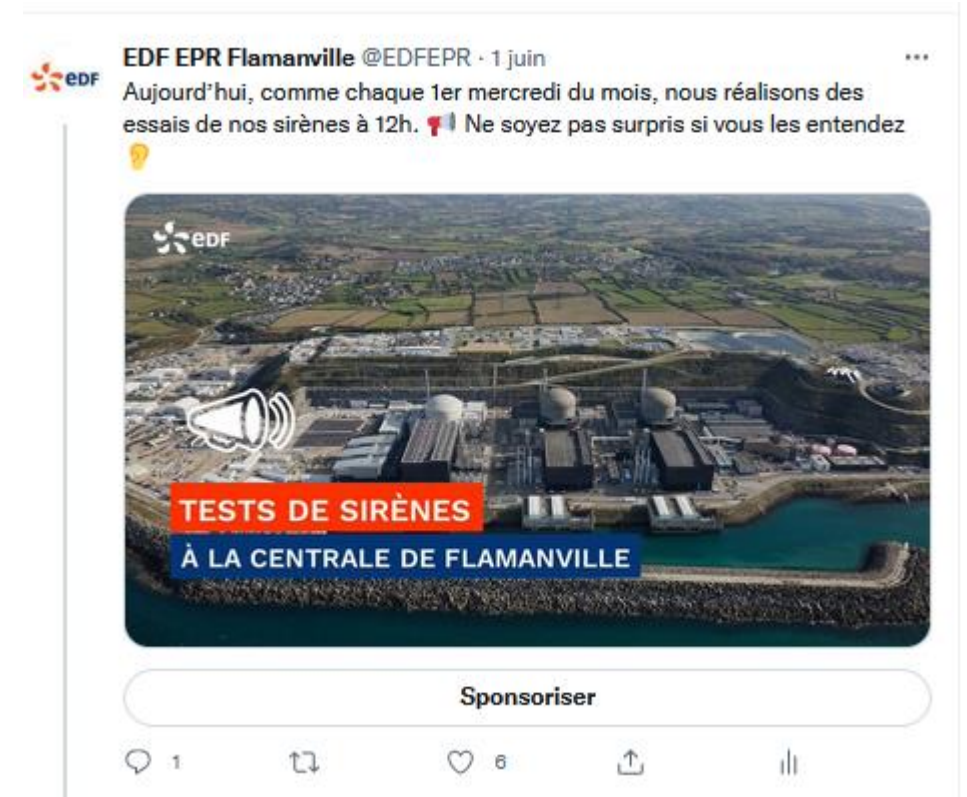 EDF EPR Flamanville @EDFEPR · 1 juin
edf
Aujourd'hui, comme chaque 1er mercredi du mois, nous réalisons des
essais de nos sirènes à 12h. 📢 Ne soyez pas surpris si vous les entendez
👂
edf
TESTS DE SIRÈNES
À LA CENTRALE DE FLAMANVILLE
Sponsoriser
1
6